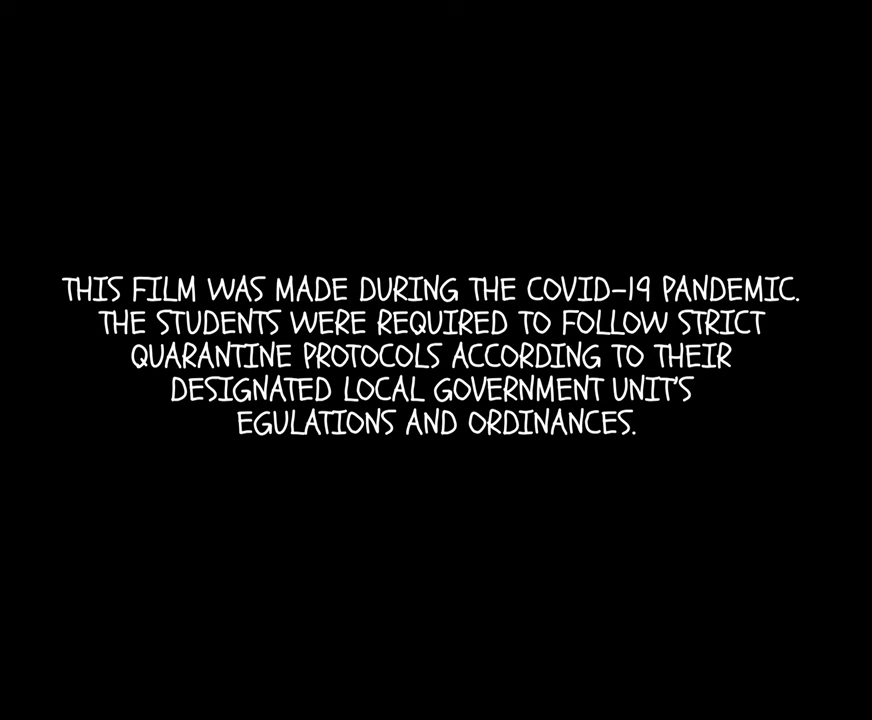 THIS FILM WAS MADE DURING THE COVID-19 PANDEMIC.
THE STUDENTS WERE REQUIRED TO FOLLOW STRICT
QUARANTINE PROTOCOLS ACCORDING TO THEIR
DESIGNATED LOCAL GOVERNMENT UNIT'S
EGULATIONS AND ORDINANCES.